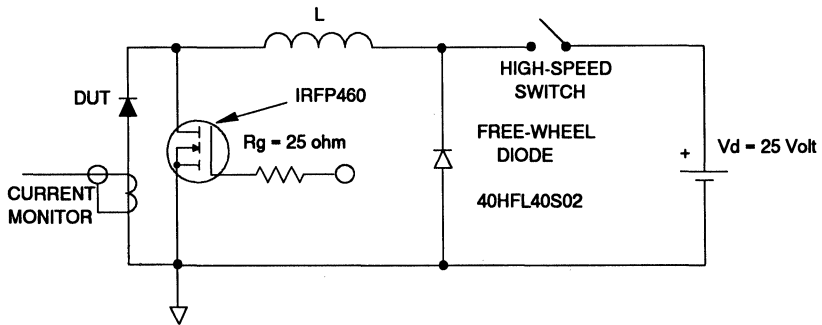 L
HIGH-SPEED
SWITCH
DUT
IRFP460
Rg = 25 ohm
FREE-WHEEL
DIODE
+
Vd = 25 Volt
CURRENT
MONITOR
40HFL40S02